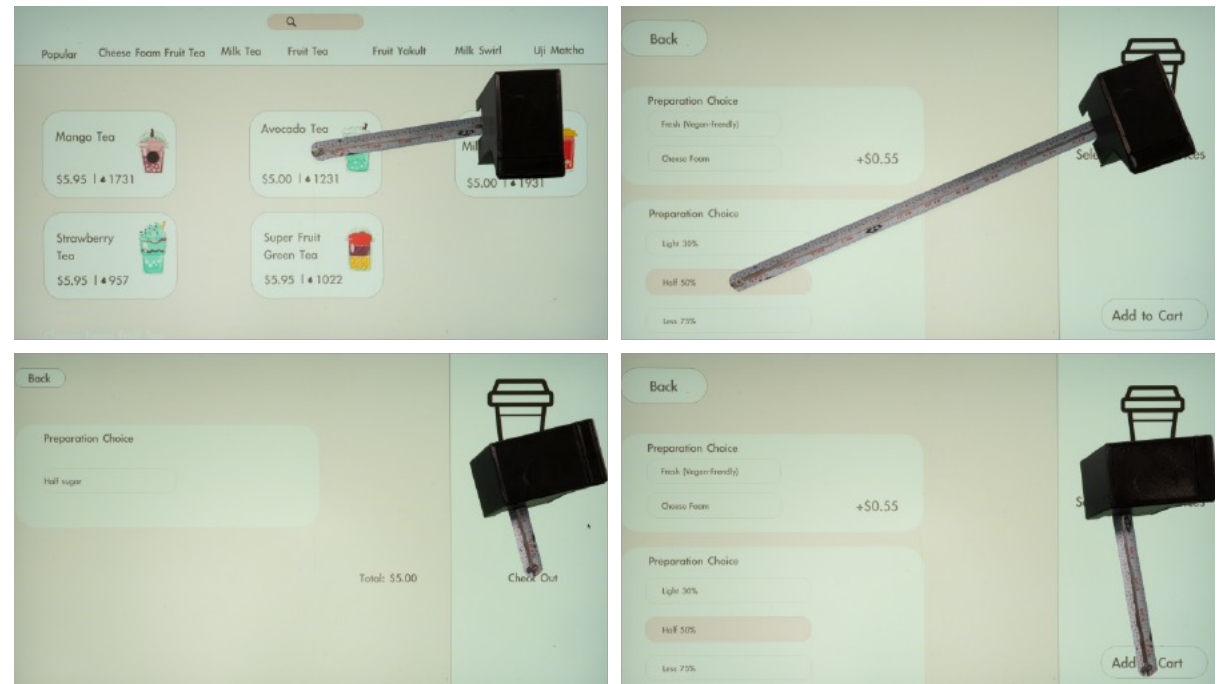 Popular Cheese Foam Fruit Tea Milk Tea Fruit Tea Fruit Yakult Milk Swirl Uji Matcha
Mango Tea
$5.95 | 1731
Avocado Tea
$5.00 | 1231
$5.00 | 1931
Strawberry
Tea
$5.95 | 957
Super Fruit
Green Tea
$5.95 | 1022
Back
Preparation Choice
Fresh (Vegan-friendly)
Cheese Foam +$0.55
Preparation Choice
Light 30%
Half 50%
Less 75%
Add to Cart
Back
Preparation Choice
Half sugar
Total: $5.00
Check Out
Back
Preparation Choice
Fresh (Vegan-friendly)
Cheese Foam +$0.55
Preparation Choice
Light 30%
Half 50%
Less 75%
Add Cart